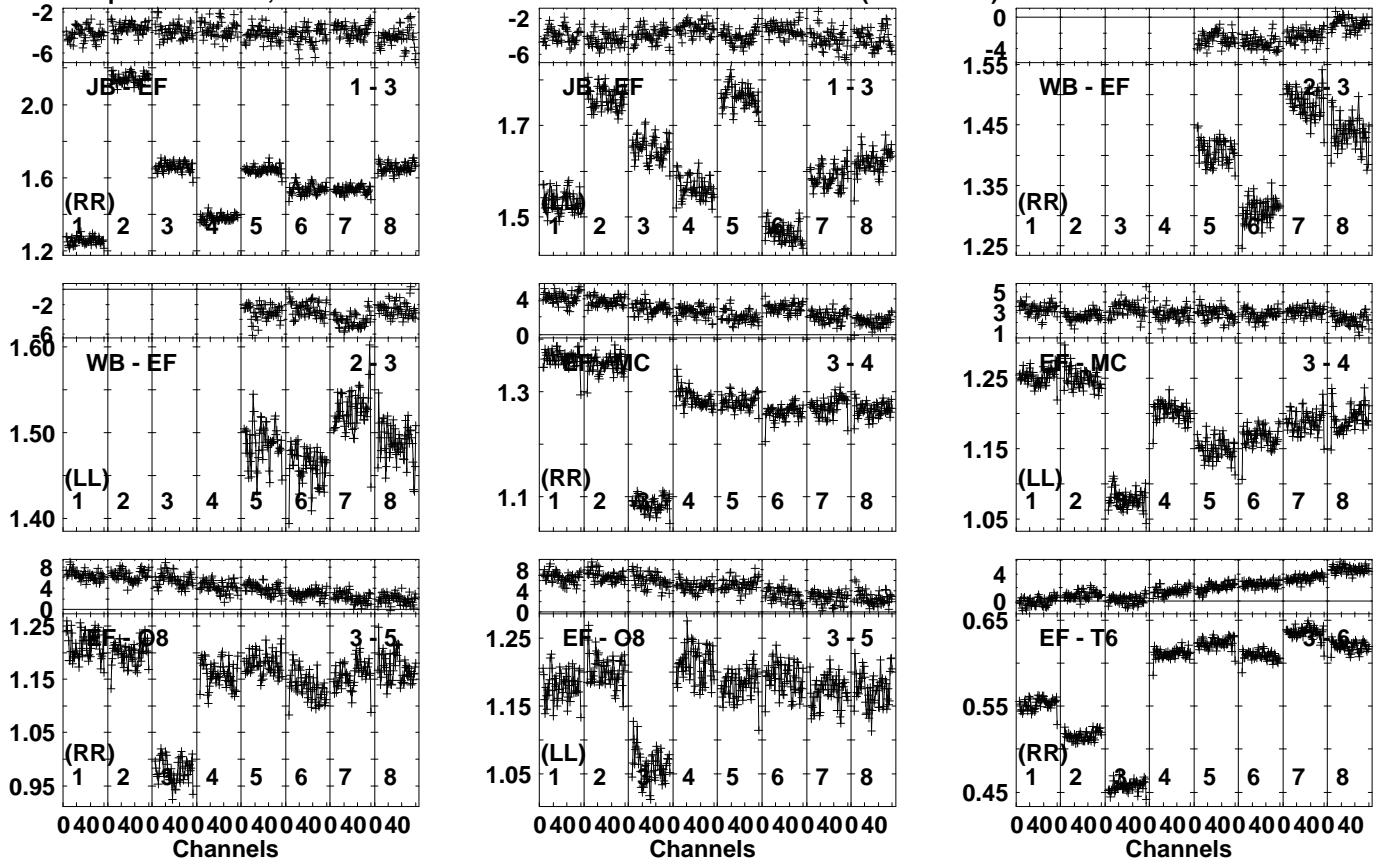 -2
-6
JB - EF 1 - 3
2.0
1.6
1.2
(RR)
1 2 3 4 5 6 7 8
-2
-6
JB - EF 1 - 3
1.7
1.5
(LL)
1 2 3 4 5 6 7 8
0
-4
1.55
WB - EF 2 - 3
1.45
1.35
1.25
(RR)
1 2 3 4 5 6 7 8
-2
-6
1.60
WB - EF 2 - 3
1.50
1.40
(LL)
1 2 3 4 5 6 7 8
4
0
EF - MC 3 - 4
1.3
1.1
(RR)
1 2 3 4 5 6 7 8
5
3
1
EF - MC 3 - 4
1.25
1.15
1.05
(LL)
1 2 3 4 5 6 7 8
8
4
0
1.25
EF - O8 3 - 5
1.15
1.05
0.95
(RR)
1 2 3 4 5 6 7 8
8
4
0
1.25
EF - O8 3 - 5
1.15
1.05
(LL)
1 2 3 4 5 6 7 8
4
0
0.65
EF - T6 3 - 6
0.55
0.45
(RR)
1 2 3 4 5 6 7 8
0 40 0 40 0 40 0 40 0 40 0 40 0 40 0 40
Channels
0 40 0 40 0 40 0 40 0 40 0 40 0 40 0 40
Channels
0 40 0 40 0 40 0 40 0 40 0 40 0 40 0 40
Channels